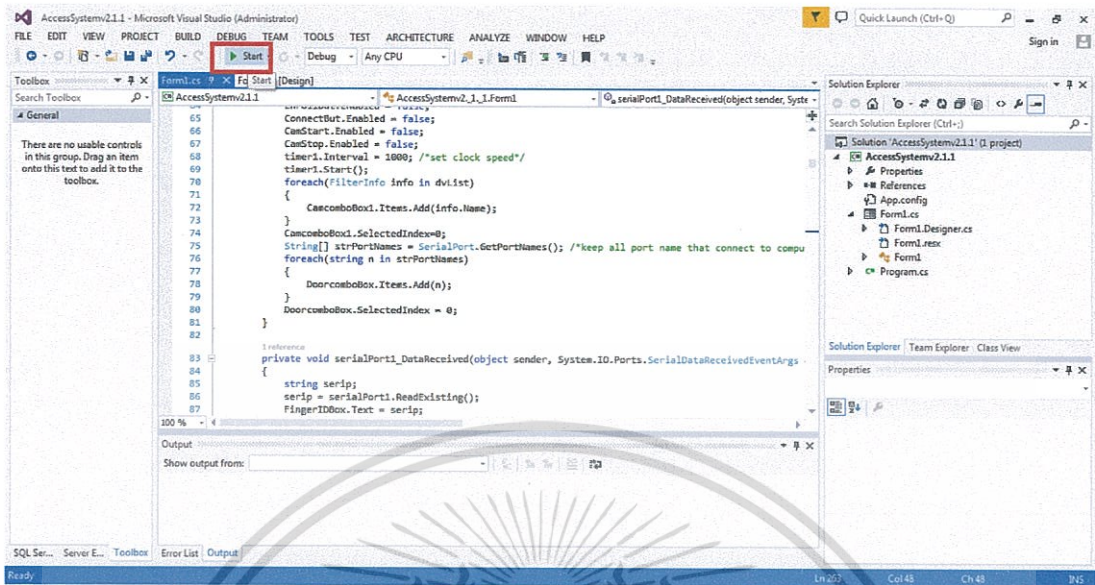 AccessSystemv2.1.1 - Microsoft Visual Studio (Administrator)
Quick Launch (Ctrl+Q)
FILE EDIT VIEW PROJECT BUILD DEBUG TEAM TOOLS TEST ARCHITECTURE ANALYZE WINDOW HELP
Sign in
Start Debug Any CPU
Toolbox
Search Toolbox
General
There are no usable controls
in this group. Drag an item
onto this text to add it to the
toolbox.
Form1.cs Start [Design]
AccessSystemv2.1.1 AccessSystemv2._1._1.Form1 serialPort1_DataReceived(object sender, Syste
65 ConnectBut.Enabled = false;
66 CamStart.Enabled = false;
67 CamStop.Enabled = false;
68 timer1.Interval = 1000; /*set clock speed*/
69 timer1.Start();
70 foreach(FilterInfo info in dvList)
71 {
72 CamcomboBox1.Items.Add(info.Name);
73 }
74 CamcomboBox1.SelectedIndex=0;
75 String[] strPortNames = SerialPort.GetPortNames(); /*keep all port name that connect to compu
76 foreach(string n in strPortNames)
77 {
78 DoorcomboBox.Items.Add(n);
79 }
80 DoorcomboBox.SelectedIndex = 0;
81 }
82
1 reference
83 private void serialPort1_DataReceived(object sender, System.IO.Ports.SerialDataReceivedEventArgs
84 {
85 string serip;
86 serip = serialPort1.ReadExisting();
87 FingerIDBox.Text = serip;
100 %
Output
Show output from:
Solution Explorer
Search Solution Explorer (Ctrl+;)
Solution 'AccessSystemv2.1.1' (1 project)
AccessSystemv2.1.1
Properties
References
App.config
Form1.cs
Form1.Designer.cs
Form1.resx
Form1
Program.cs
Solution Explorer Team Explorer Class View
Properties
SQL Ser... Server E... Toolbox Error List Output
Ready Ln 263 Col 48 Ch 48 INS